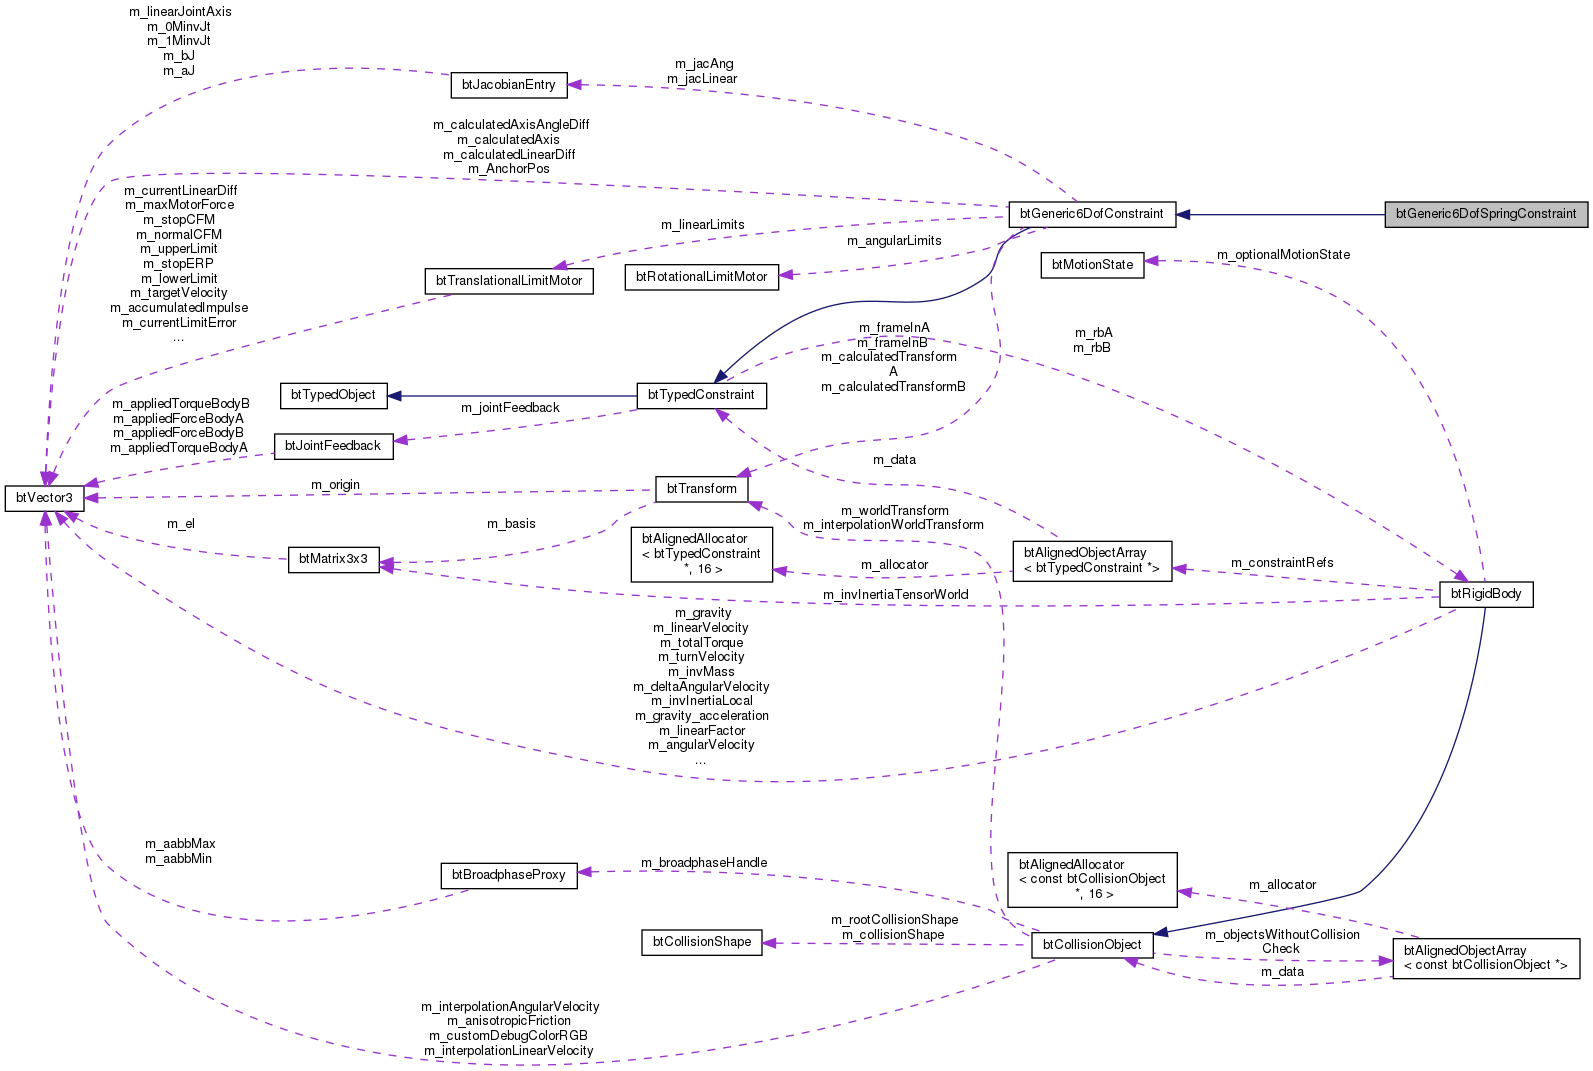 m_linearJointAxis
m_0MinvJt
m_1MinvJt
m_bJ
m_aJ
btJacobianEntry
m_jacAng
m_jacLinear
m_calculatedAxisAngleDiff
m_calculatedAxis
m_calculatedLinearDiff
m_AnchorPos
m_currentLinearDiff
m_maxMotorForce
m_stopCFM
m_normalCFM
m_upperLimit
m_stopERP
m_lowerLimit
m_targetVelocity
m_accumulatedImpulse
m_currentLimitError
...
btGeneric6DofConstraint
btGeneric6DofSpringConstraint
m_linearLimits
m_angularLimits
btTranslationalLimitMotor
btRotationalLimitMotor
btMotionState
m_optionalMotionState
m_frameInA
m_frameInB
m_calculatedTransform
A
m_calculatedTransformB
m_rbA
m_rbB
btTypedObject
btTypedConstraint
m_jointFeedback
m_appliedTorqueBodyB
m_appliedForceBodyA
m_appliedForceBodyB
m_appliedTorqueBodyA
btJointFeedback
m_data
btVector3
m_origin
btTransform
m_el
m_basis
m_worldTransform
m_interpolationWorldTransform
btMatrix3x3
btAlignedAllocator
< btTypedConstraint
*, 16 >
m_allocator
btAlignedObjectArray
< btTypedConstraint *>
m_constraintRefs
m_invInertiaTensorWorld
btRigidBody
m_gravity
m_linearVelocity
m_totalTorque
m_turnVelocity
m_invMass
m_deltaAngularVelocity
m_invInertiaLocal
m_gravity_acceleration
m_linearFactor
m_angularVelocity
...
m_aabbMax
m_aabbMin
btBroadphaseProxy
m_broadphaseHandle
btAlignedAllocator
< const btCollisionObject
*, 16 >
m_allocator
btCollisionShape
m_rootCollisionShape
m_collisionShape
btCollisionObject
m_objectsWithoutCollision
Check
m_data
btAlignedObjectArray
< const btCollisionObject *>
m_interpolationAngularVelocity
m_anisotropicFriction
m_customDebugColorRGB
m_interpolationLinearVelocity